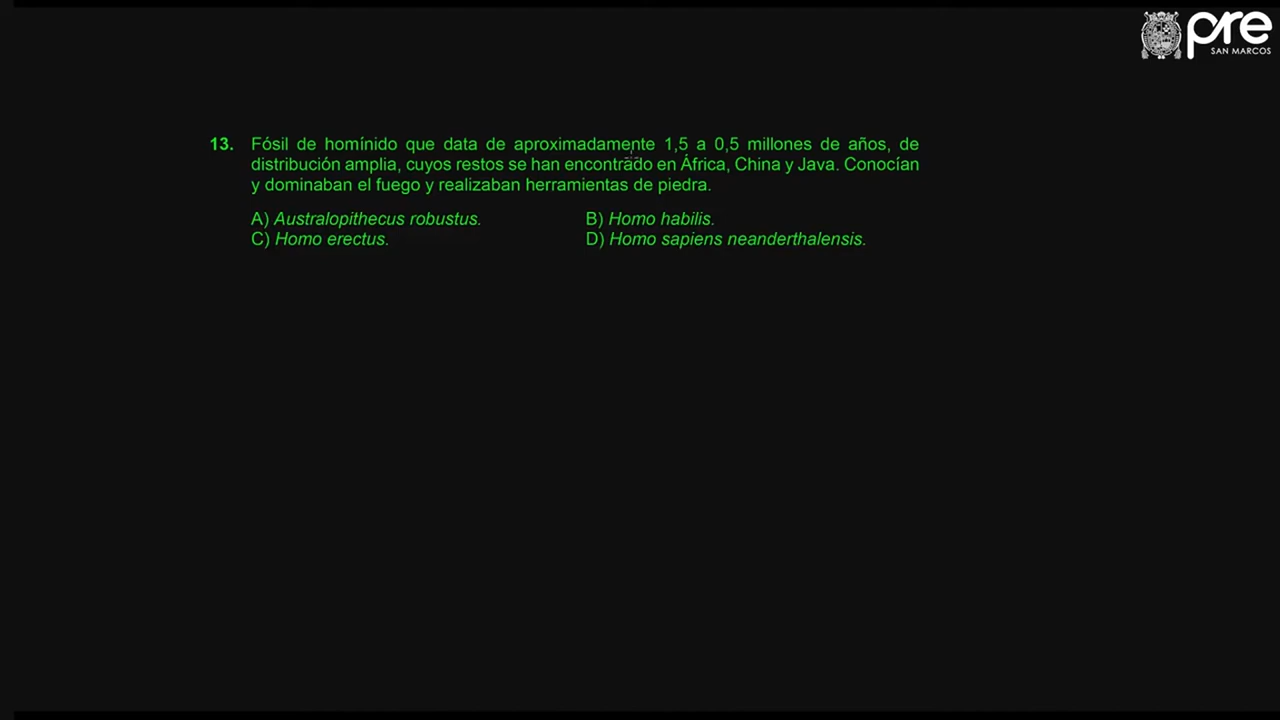 pre
SAN MARCOS
13. Fósil de homínido que data de aproximadamente 1,5 a 0,5 millones de años, de
distribución amplia, cuyos restos se han encontrado en África, China y Java. Conocían
y dominaban el fuego y realizaban herramientas de piedra.
A) Australopithecus robustus. B) Homo habilis.
C) Homo erectus. D) Homo sapiens neanderthalensis.